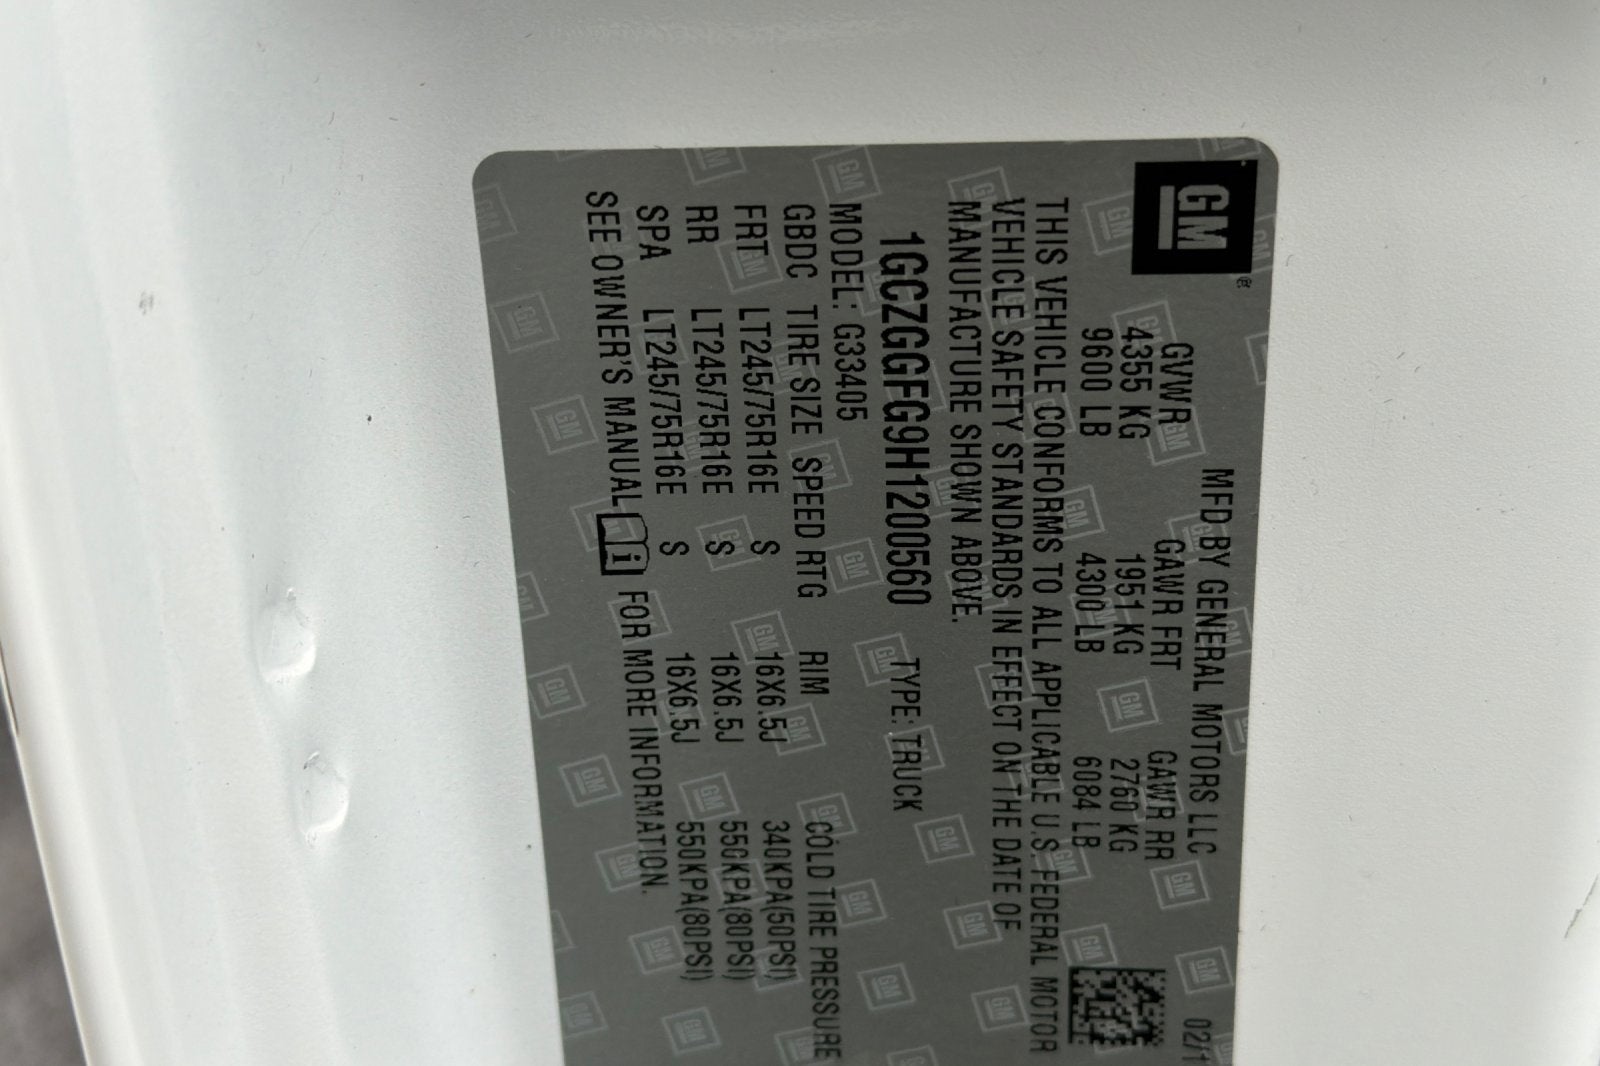 GM
MFD BY GENERAL MOTORS LLC 02/1
GVWR GAWR FRT GAWR RR
4355 KG 1951 KG 2760 KG
9600 LB 4300 LB 6084 LB
THIS VEHICLE CONFORMS TO ALL APPLICABLE U.S. FEDERAL MOTOR
VEHICLE SAFETY STANDARDS IN EFFECT ON THE DATE OF
MANUFACTURE SHOWN ABOVE.
1GCZGGFG9H1200560 TYPE: TRUCK
MODEL: G33405
GBDC TIRE SIZE SPEED RTG RIM COLD TIRE PRESSURE
FRT LT245/75R16E S 16X6.5J 340KPA(50PSI)
RR LT245/75R16E S 16X6.5J 550KPA(80PSI)
SPA LT245/75R16E S 16X6.5J 550KPA(80PSI)
SEE OWNER'S MANUAL i FOR MORE INFORMATION.